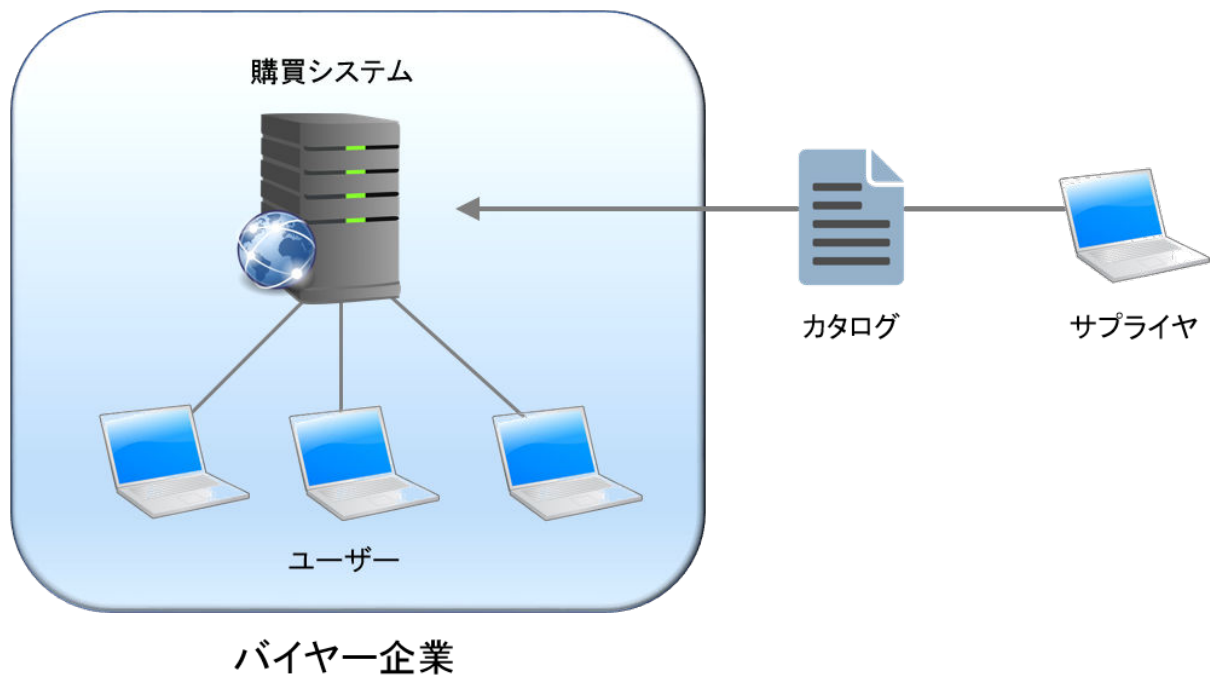 購買システム
カタログ
サプライヤ
ユーザー
バイヤー企業